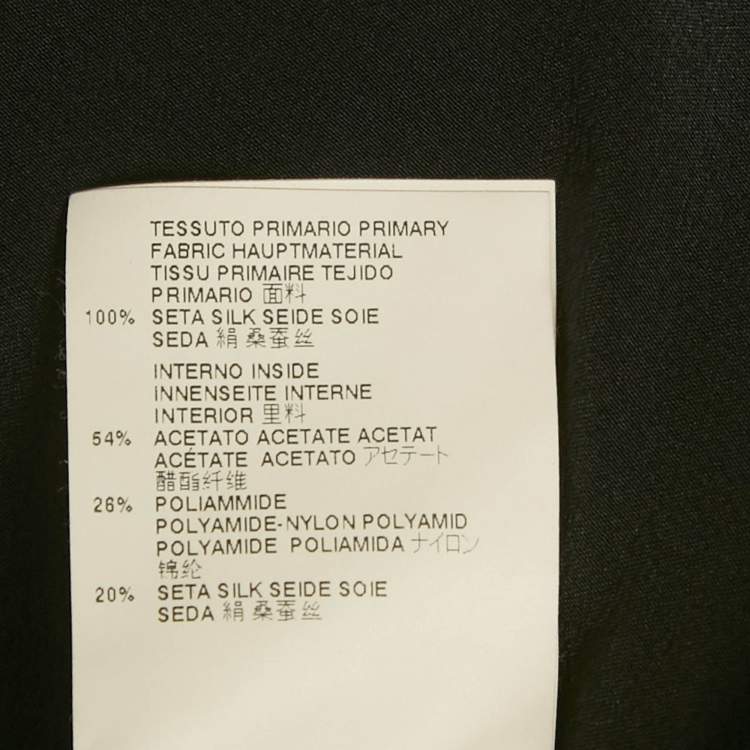 TESSUTO PRIMARIO PRIMARY
FABRIC HAUPTMATERIAL
TISSU PRIMAIRE TEJIDO
PRIMARIO 面料
100% SETA SILK SEIDE SOIE
SEDA 絹 桑蚕丝
INTERNO INSIDE
INNENSEITE INTERNE
INTERIOR 里料
54% ACETATO ACETATE ACETAT
ACÉTATE ACETATO アセテート
醋酯纤维
26% POLIAMMIDE
POLYAMIDE-NYLON POLYAMID
POLYAMIDE POLIAMIDA ナイロン
锦纶
20% SETA SILK SEIDE SOIE
SEDA 絹 桑蚕丝